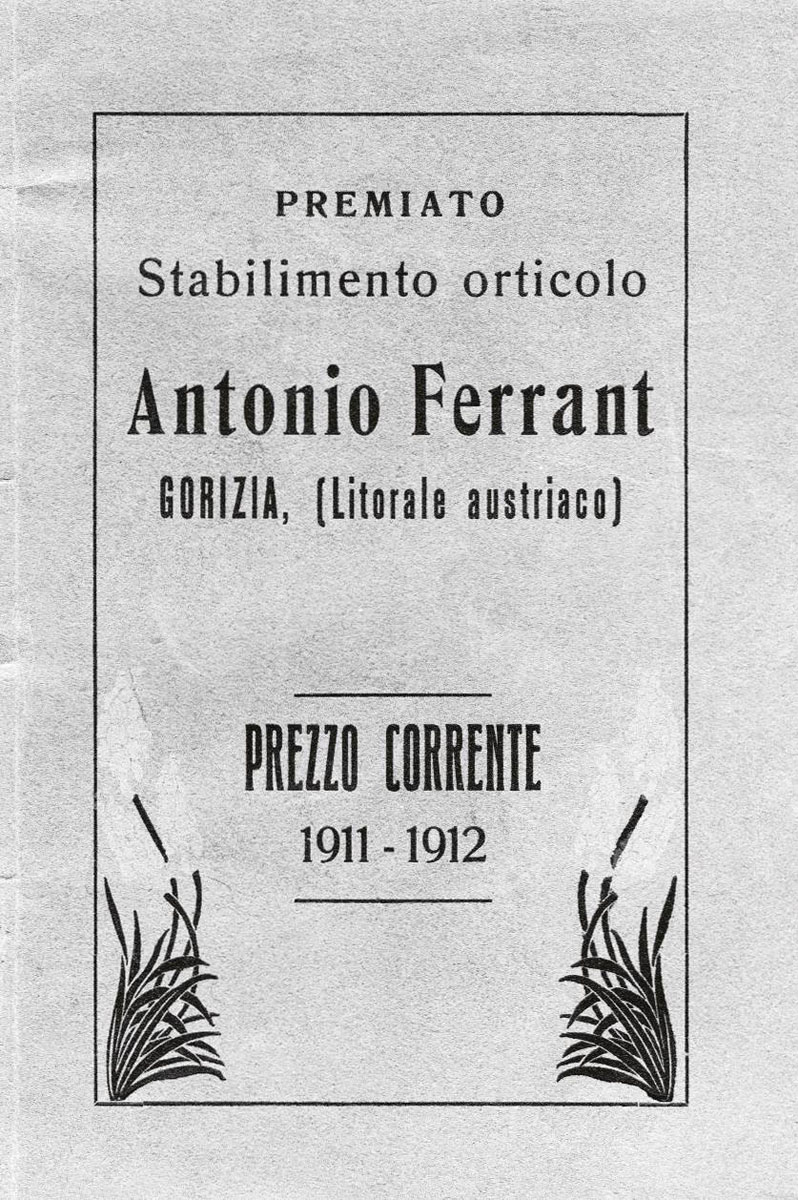 PREMIATO
Stabilimento orticolo
Antonio Ferrant
GORIZIA, (Litorale austriaco)
PREZZO CORRENTE
1911 - 1912